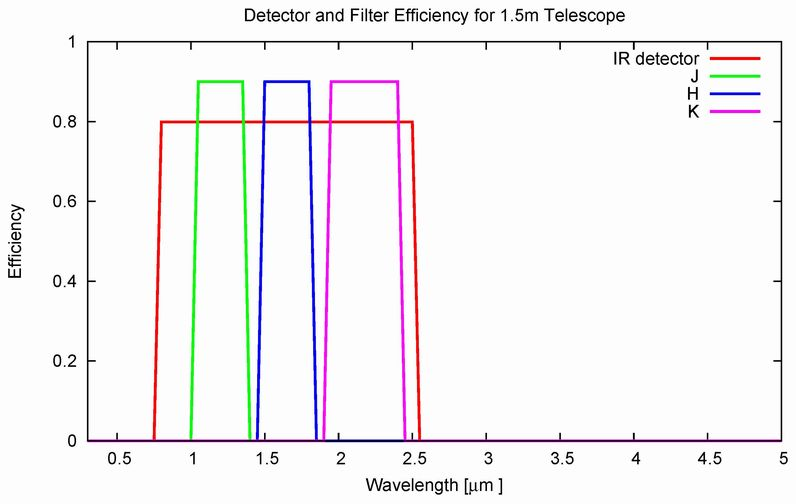 Detector and Filter Efficiency for 1.5m Telescope
IR detector
J
H
K
1
0.8
0.6
0.4
0.2
0
Efficiency
0.5 1 1.5 2 2.5 3 3.5 4 4.5 5
Wavelength [μm ]